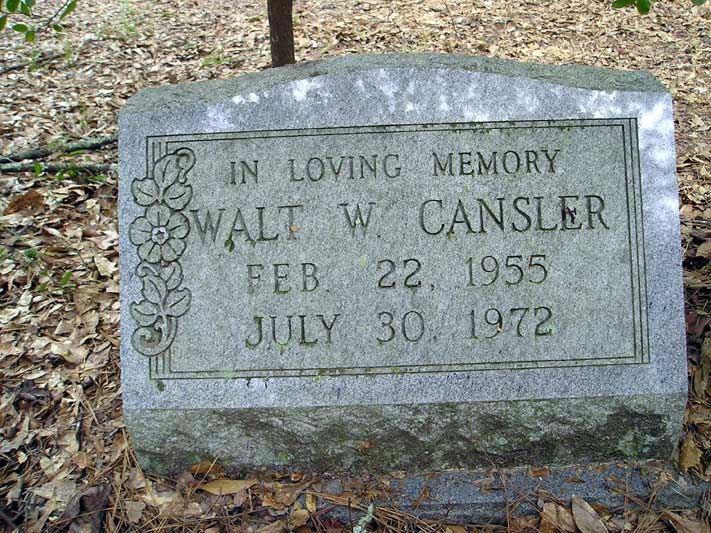 IN LOVING MEMORY
WALT W. CANSLER
FEB. 22, 1955
JULY 30, 1972